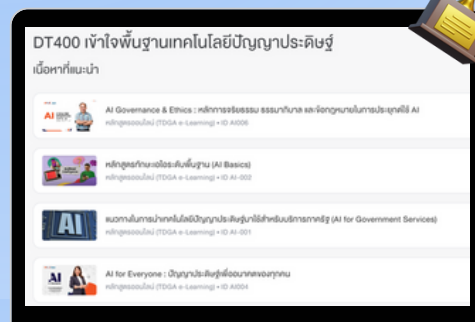 DT400 เข้าใจพื้นฐานเทคโนโลยีปัญญาประดิษฐ์
เนื้อหาที่แนะนำ
AI Governance & Ethics : หลักการจริยธรรม ธรรมาภิบาล และข้อกฎหมายในการประยุกต์ใช้ AI
หลักสูตรออนไลน์ (TDGA e-Learning) • ID AI006
หลักสูตรทักษะเอไอระดับพื้นฐาน (AI Basics)
หลักสูตรออนไลน์ (TDGA e-Learning) • ID AI-002
AI
แนวทางในการนำเทคโนโลยีปัญญาประดิษฐ์มาใช้สำหรับบริการภาครัฐ (AI for Government Services)
หลักสูตรออนไลน์ (TDGA e-Learning) • ID AI-001
AI for Everyone : ปัญญาประดิษฐ์เพื่ออนาคตของทุกคน
หลักสูตรออนไลน์ (TDGA e-Learning) • ID AI004